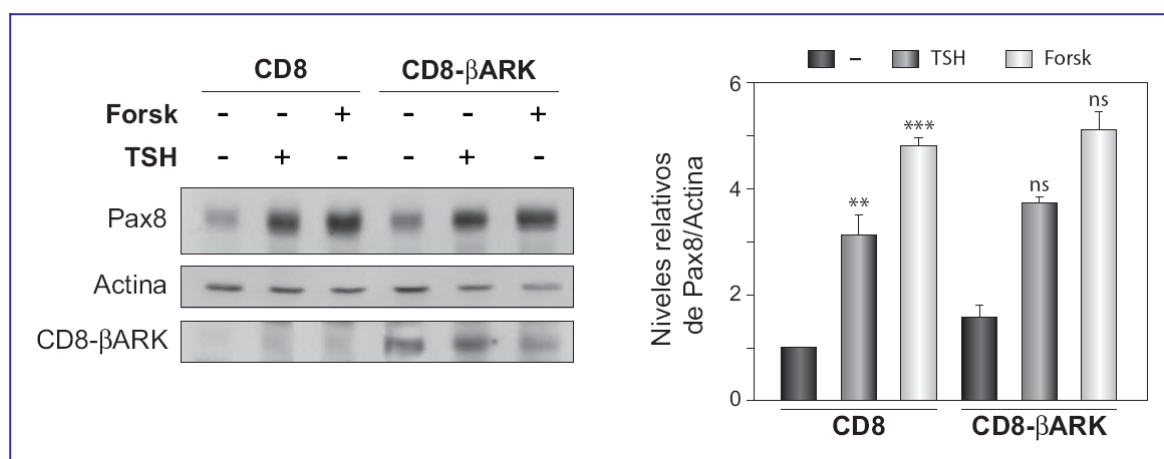 CD8 CD8-βARK
Forsk - - + - - +
TSH - + - - + -
Pax8
Actina
CD8-βARK
– TSH Forsk
Niveles relativos
de Pax8/Actina
6
4
2
0
** *** ns ns
CD8 CD8-βARK